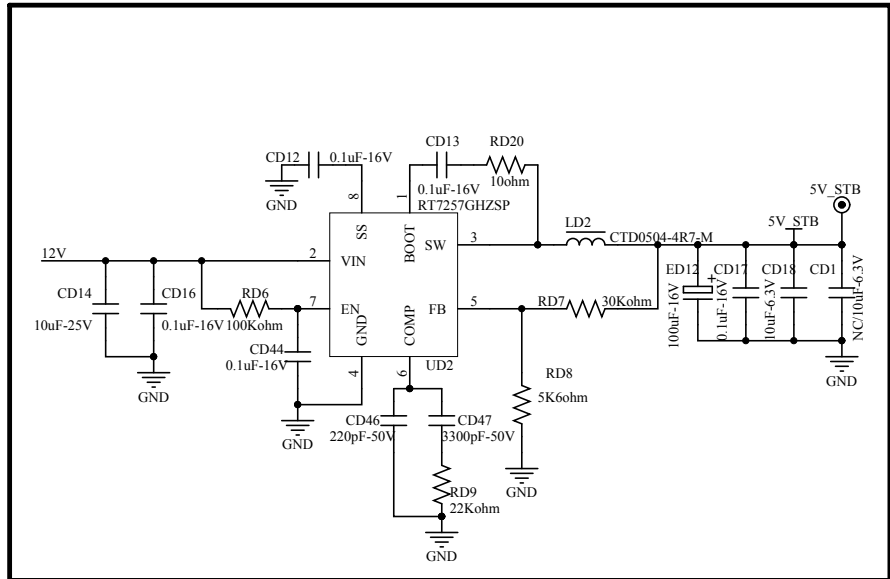 CD13
RD20
CD12
0.1uF-16V
10ohm
0.1uF-16V
RT7257GHZSP
GND
8
1
SS
BOOT
5V_STB
LD2
5V_STB
CTD0504-4R7-M
12V
2
VIN
SW
3
CD14
10uF-25V
CD16
0.1uF-16V
RD6
100Kohm
7
EN
GND
COMP
FB
5
RD7
30Kohm
ED12
+
100uF-16V
CD17
0.1uF-16V
CD18
10uF-6.3V
CD1
NC/10uF-6.3V
CD44
0.1uF-16V
4
6
UD2
GND
GND
RD8
5K6ohm
GND
CD46
220pF-50V
CD47
3300pF-50V
GND
RD9
22Kohm
GND